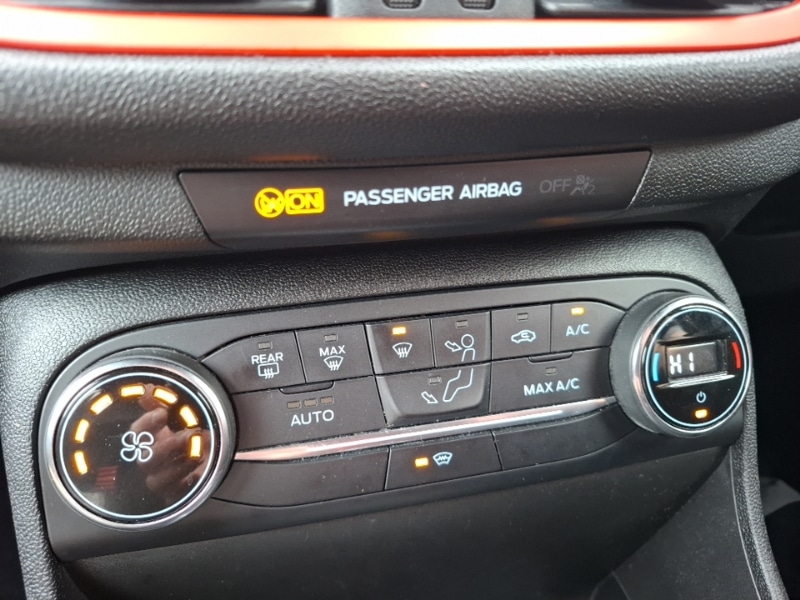 ON PASSENGER AIRBAG OFF
REAR
MAX
A/C
AUTO
MAX A/C
HI